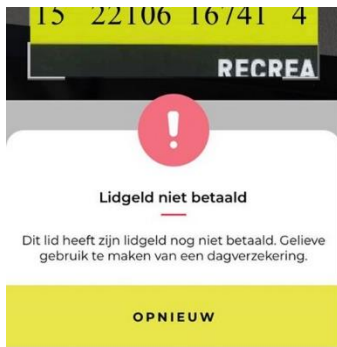 15 22106 16741 4
RECREA
!
Lidgeld niet betaald
Dit lid heeft zijn lidgeld nog niet betaald. Gelieve
gebruik te maken van een dagverzekering.
OPNIEUW